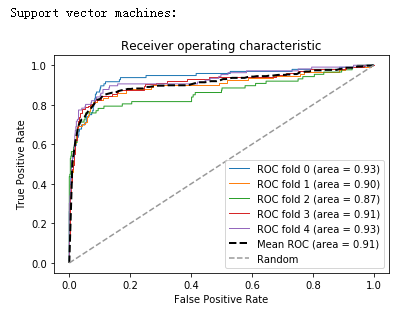 Support vector machines:
Receiver operating characteristic
1.0
0.8
0.6
0.4
0.2
0.0
True Positive Rate
ROC fold 0 (area = 0.93)
ROC fold 1 (area = 0.90)
ROC fold 2 (area = 0.87)
ROC fold 3 (area = 0.91)
ROC fold 4 (area = 0.93)
Mean ROC (area = 0.91)
Random
0.0 0.2 0.4 0.6 0.8 1.0
False Positive Rate